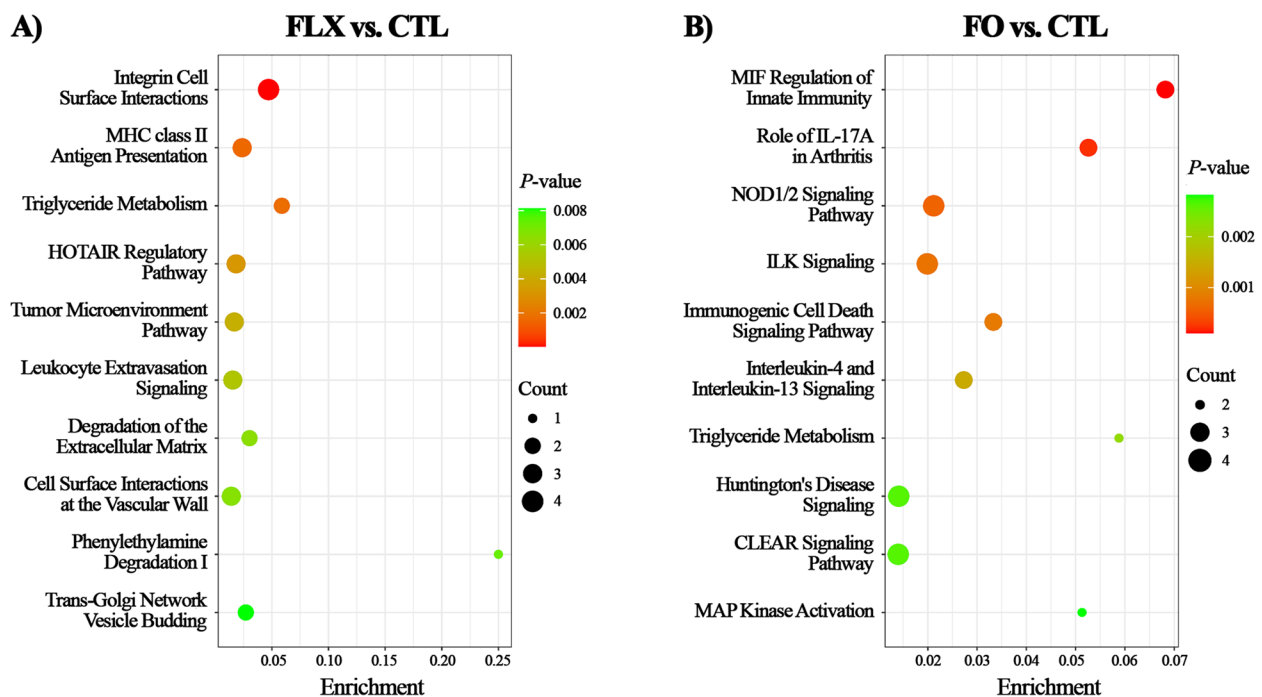 A)
FLX vs. CTL
Integrin Cell
Surface Interactions
MHC class II
Antigen Presentation
Triglyceride Metabolism
HOTAIR Regulatory
Pathway
Tumor Microenvironment
Pathway
Leukocyte Extravasation
Signaling
Degradation of the
Extracellular Matrix
Cell Surface Interactions
at the Vascular Wall
Phenylethylamine
Degradation I
Trans-Golgi Network
Vesicle Budding
0.05 0.10 0.15 0.20 0.25
Enrichment
P-value
0.008
0.006
0.004
0.002
Count
1
2
3
4
B)
FO vs. CTL
MIF Regulation of
Innate Immunity
Role of IL-17A
in Arthritis
NOD1/2 Signaling
Pathway
ILK Signaling
Immunogenic Cell Death
Signaling Pathway
Interleukin-4 and
Interleukin-13 Signaling
Triglyceride Metabolism
Huntington's Disease
Signaling
CLEAR Signaling
Pathway
MAP Kinase Activation
0.02 0.03 0.04 0.05 0.06 0.07
Enrichment
P-value
0.002
0.001
Count
2
3
4